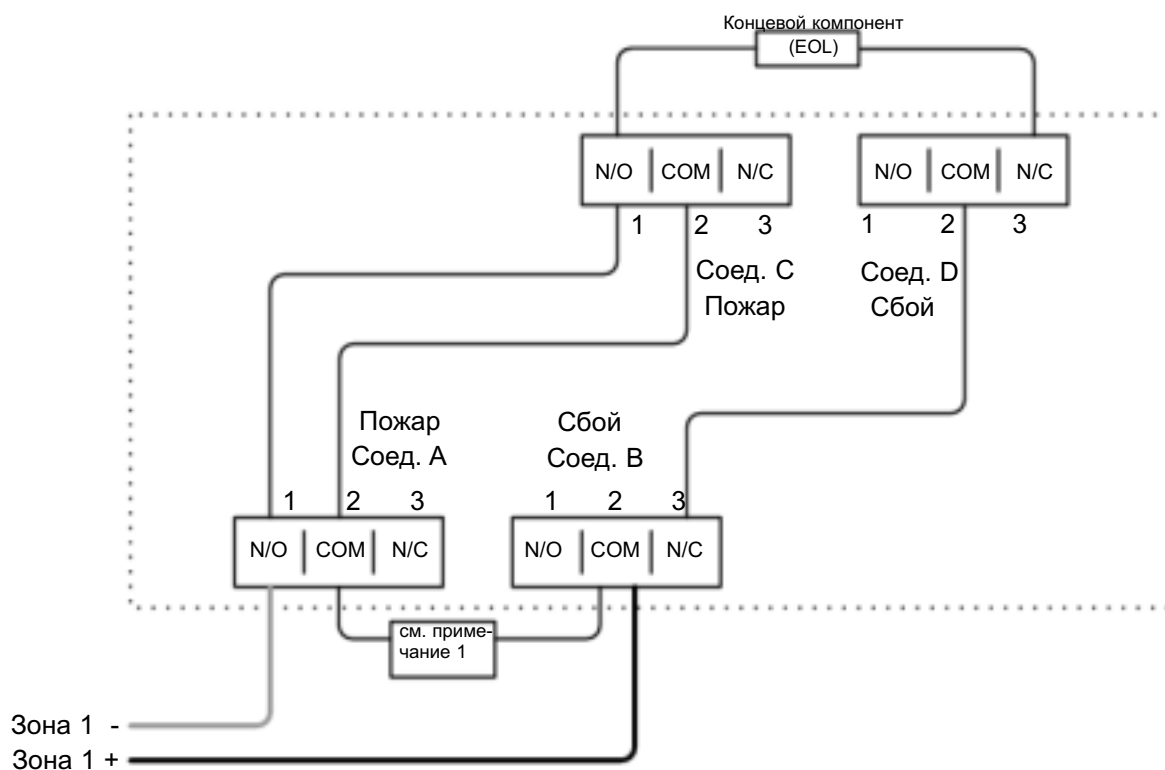 Концевой компонент
(EOL)
N/O COM N/C
N/O COM N/C
1 2 3
1 2 3
Соед. C
Пожар
Соед. D
Сбой
Пожар
Соед. A
Сбой
Соед. B
1 2 3
1 2 3
N/O COM N/C
N/O COM N/C
см. приме-
чание 1
Зона 1 -
Зона 1 +